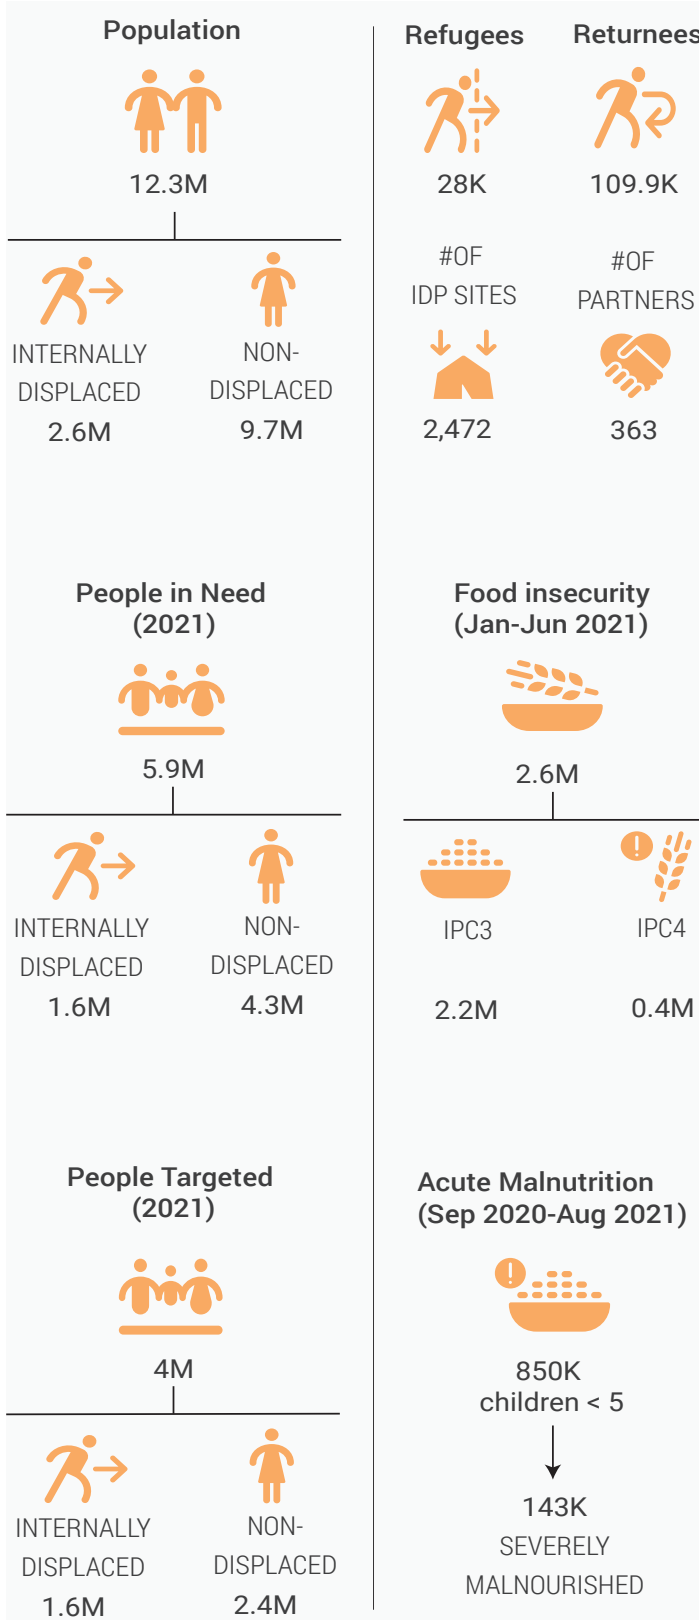 Population
12.3M
INTERNALLY
DISPLACED
2.6M
NON-
DISPLACED
9.7M
Refugees
28K
Returnees
109.9K
#OF
IDP SITES
2,472
#OF
PARTNERS
363
People in Need
(2021)
5.9M
INTERNALLY
DISPLACED
1.6M
NON-
DISPLACED
4.3M
Food insecurity
(Jan-Jun 2021)
2.6M
IPC3
2.2M
IPC4
0.4M
People Targeted
(2021)
4M
INTERNALLY
DISPLACED
1.6M
NON-
DISPLACED
2.4M
Acute Malnutrition
(Sep 2020-Aug 2021)
850K
children < 5
143K
SEVERELY
MALNOURISHED